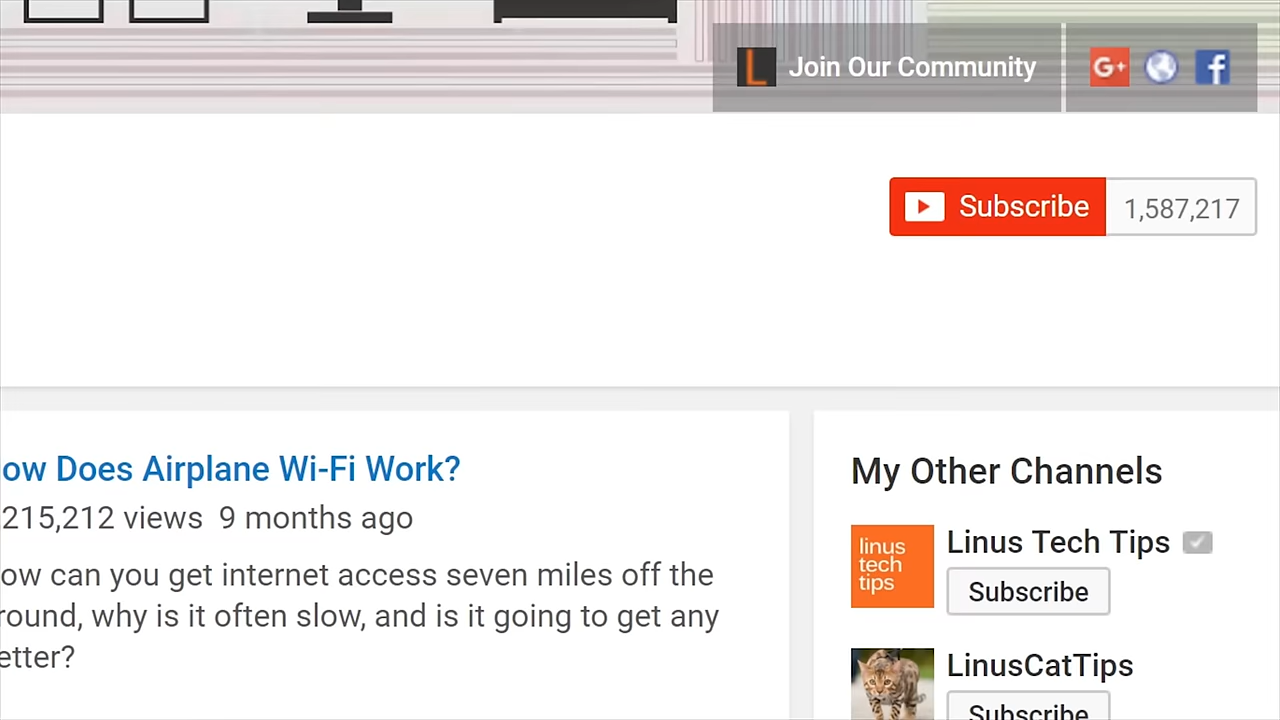 Join Our Community
G+
f
Subscribe 1,587,217
ow Does Airplane Wi-Fi Work?
215,212 views 9 months ago
ow can you get internet access seven miles off the
round, why is it often slow, and is it going to get any
etter?
My Other Channels
linus
tech
tips
Linus Tech Tips
Subscribe
LinusCatTips
Subscribe